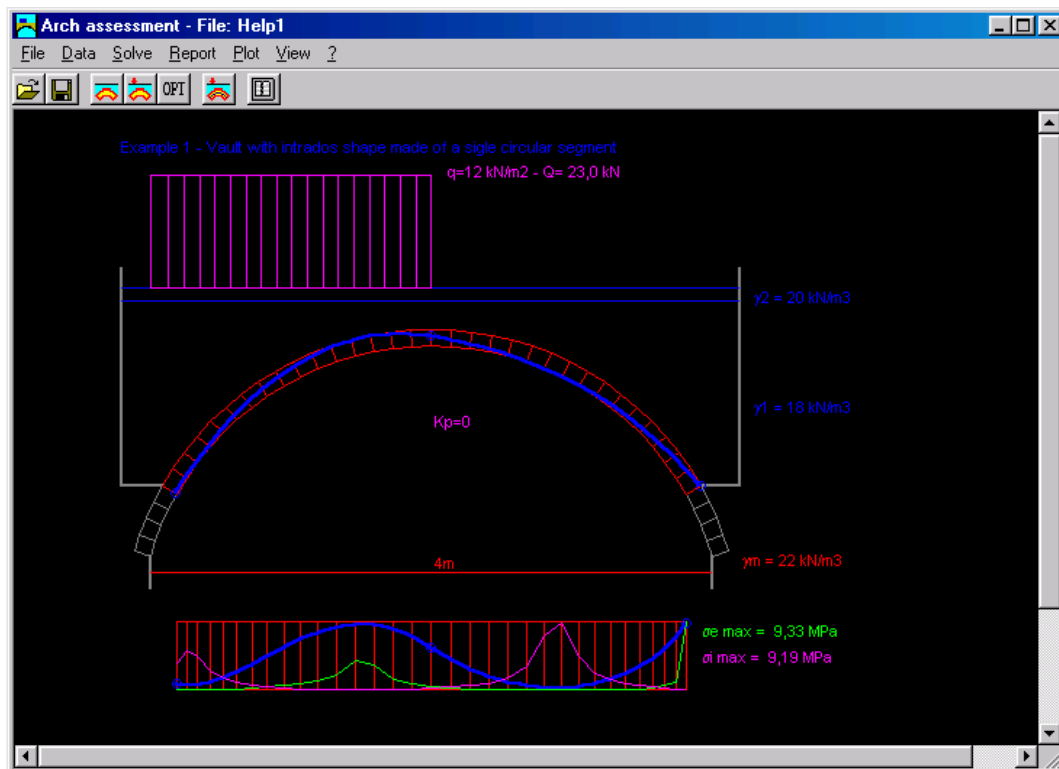 Arch assessment - File: Help1
File Data Solve Report Plot View ?
OPT
Example 1 - Vault with intrados shape made of a sigle circular segment
q=12 kN/m2 - Q= 23,0 kN
γ2 = 20 kN/m3
γ1 = 18 kN/m3
Kp=0
4m
γm = 22 kN/m3
σe max = 9,33 MPa
σi max = 9,19 MPa